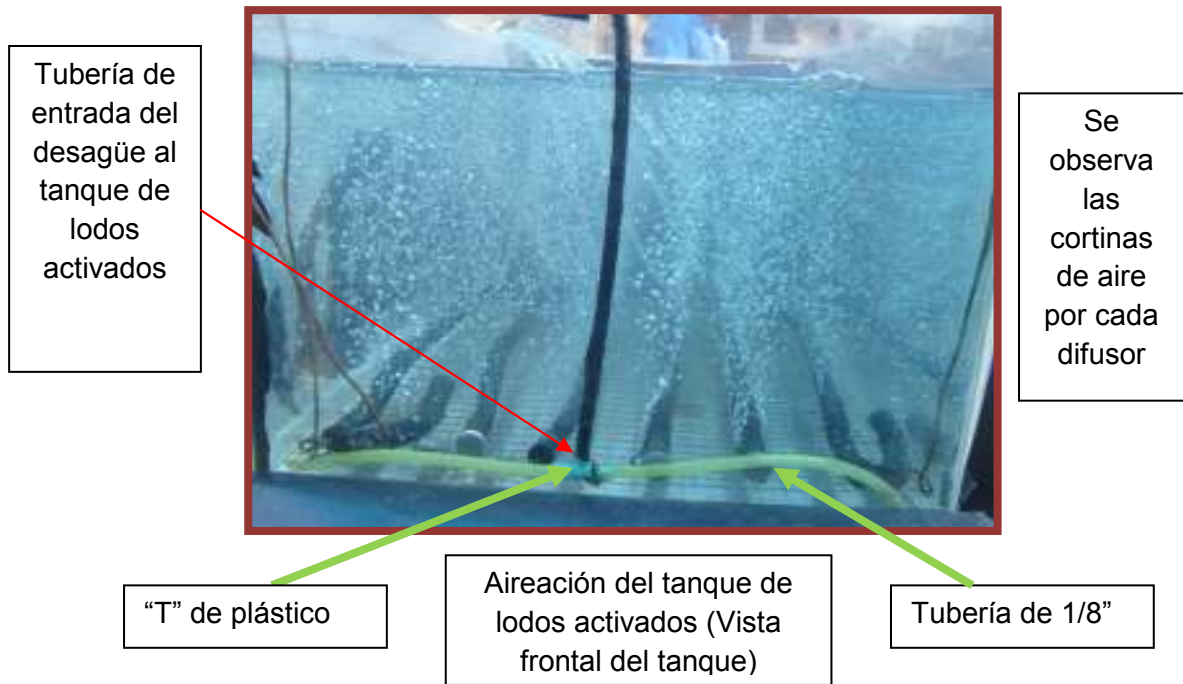 Tubería de
entrada del
desagüe al
tanque de
lodos
activados
Se
observa
las
cortinas
de aire
por cada
difusor
“T” de plástico
Aireación del tanque de
lodos activados (Vista
frontal del tanque)
Tubería de 1/8”